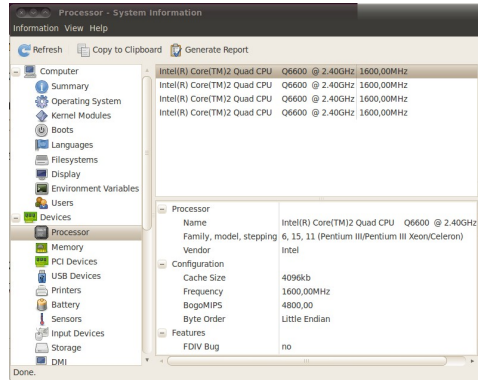 Processor - System Information
Information View Help
Refresh Copy to Clipboard Generate Report
Computer
Summary
Operating System
Kernel Modules
Boots
Languages
Filesystems
Display
Environment Variables
Users
Devices
Processor
Memory
PCI Devices
USB Devices
Printers
Battery
Sensors
Input Devices
Storage
DMI
Intel(R) Core(TM)2 Quad CPU Q6600 @ 2.40GHz 1600,00MHz
Intel(R) Core(TM)2 Quad CPU Q6600 @ 2.40GHz 1600,00MHz
Intel(R) Core(TM)2 Quad CPU Q6600 @ 2.40GHz 1600,00MHz
Intel(R) Core(TM)2 Quad CPU Q6600 @ 2.40GHz 1600,00MHz
Processor
Name Intel(R) Core(TM)2 Quad CPU Q6600 @ 2.40GHz
Family, model, stepping 6, 15, 11 (Pentium III/Pentium III Xeon/Celeron)
Vendor Intel
Configuration
Cache Size 4096kb
Frequency 1600,00MHz
BogoMIPS 4800,00
Byte Order Little Endian
Features
FDIV Bug no
Done.